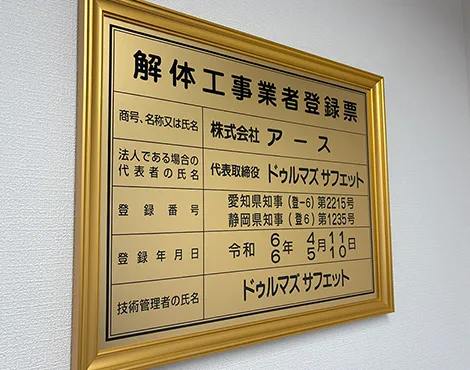 解体工事業者登録票
商号、名称又は氏名 株式会社 アース
法人である場合の
代表者の氏名 代表取締役 ドゥルマズ サフェット
登録番号 愛知県知事(登-6)第2215号
静岡県知事(登6)第1235号
登録年月日 令和 6年 4月11日
6 5 10
技術管理者の氏名 ドゥルマズ サフェット